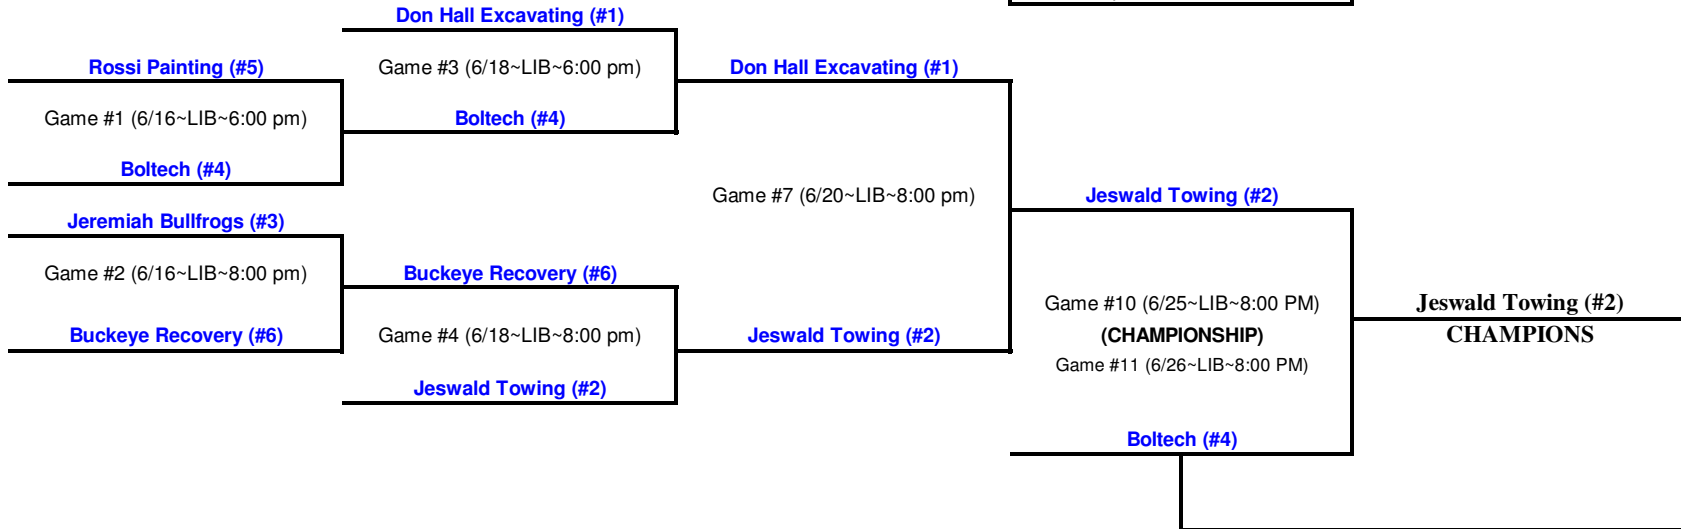 Don Hall Excavating (#1)
Rossi Painting (#5)
Game #3 (6/18~LIB~6:00 pm)
Don Hall Excavating (#1)
Game #1 (6/16~LIB~6:00 pm)
Boltech (#4)
Boltech (#4)
Game #7 (6/20~LIB~8:00 pm)
Jeswald Towing (#2)
Jeremiah Bullfrogs (#3)
Game #2 (6/16~LIB~8:00 pm)
Buckeye Recovery (#6)
Game #10 (6/25~LIB~8:00 PM)
Jeswald Towing (#2)
Buckeye Recovery (#6)
Game #4 (6/18~LIB~8:00 pm)
Jeswald Towing (#2)
(CHAMPIONSHIP)
CHAMPIONS
Game #11 (6/26~LIB~8:00 PM)
Jeswald Towing (#2)
Boltech (#4)